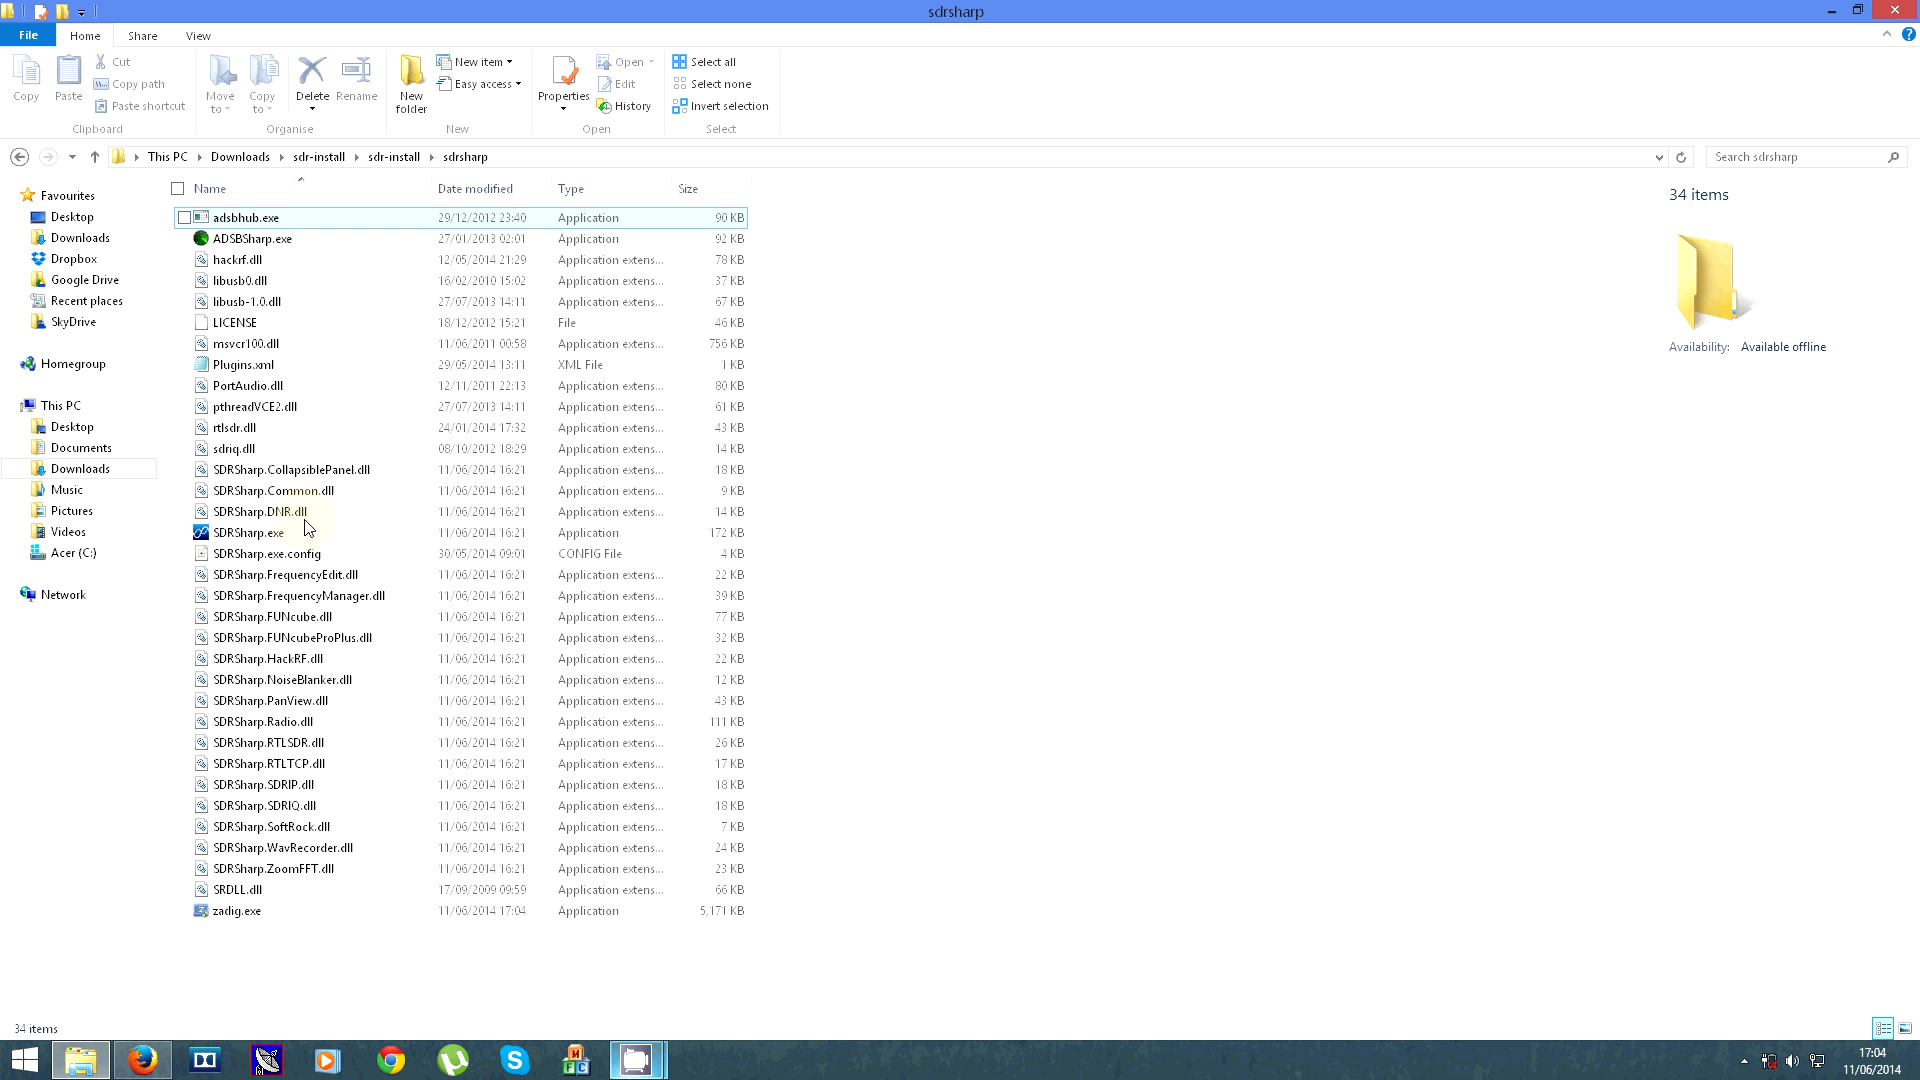 sdrsharp
File Home Share View
Copy Paste Cut Copy path Paste shortcut Clipboard
Move to Copy to Delete Rename Organise
New folder New item Easy access New
Properties Open Edit History Open
Select all Select none Invert selection Select
This PC Downloads sdr-install sdr-install sdrsharp Search sdrsharp
Favourites
Desktop
Downloads
Dropbox
Google Drive
Recent places
SkyDrive
Homegroup
This PC
Desktop
Documents
Downloads
Music
Pictures
Videos
Acer (C:)
Network
Name Date modified Type Size
adsbhub.exe 29/12/2012 23:40 Application 90 KB
ADSBSharp.exe 27/01/2013 02:01 Application 92 KB
hackrf.dll 12/05/2014 21:29 Application extens... 78 KB
libusb0.dll 16/02/2010 15:02 Application extens... 37 KB
libusb-1.0.dll 27/07/2013 14:11 Application extens... 67 KB
LICENSE 18/12/2012 15:21 File 46 KB
msvcr100.dll 11/06/2011 00:58 Application extens... 756 KB
Plugins.xml 29/05/2014 13:11 XML File 1 KB
PortAudio.dll 12/11/2011 22:13 Application extens... 80 KB
pthreadVCE2.dll 27/07/2013 14:11 Application extens... 61 KB
rtlsdr.dll 24/01/2014 17:32 Application extens... 43 KB
sdriq.dll 08/10/2012 18:29 Application extens... 14 KB
SDRSharp.CollapsiblePanel.dll 11/06/2014 16:21 Application extens... 18 KB
SDRSharp.Common.dll 11/06/2014 16:21 Application extens... 9 KB
SDRSharp.DNR.dll 11/06/2014 16:21 Application extens... 14 KB
SDRSharp.exe 11/06/2014 16:21 Application 172 KB
SDRSharp.exe.config 30/05/2014 09:01 CONFIG File 4 KB
SDRSharp.FrequencyEdit.dll 11/06/2014 16:21 Application extens... 22 KB
SDRSharp.FrequencyManager.dll 11/06/2014 16:21 Application extens... 39 KB
SDRSharp.FUNcube.dll 11/06/2014 16:21 Application extens... 77 KB
SDRSharp.FUNcubeProPlus.dll 11/06/2014 16:21 Application extens... 32 KB
SDRSharp.HackRF.dll 11/06/2014 16:21 Application extens... 22 KB
SDRSharp.NoiseBlanker.dll 11/06/2014 16:21 Application extens... 12 KB
SDRSharp.PanView.dll 11/06/2014 16:21 Application extens... 43 KB
SDRSharp.Radio.dll 11/06/2014 16:21 Application extens... 111 KB
SDRSharp.RTLSDR.dll 11/06/2014 16:21 Application extens... 26 KB
SDRSharp.RTLTCP.dll 11/06/2014 16:21 Application extens... 17 KB
SDRSharp.SDRIP.dll 11/06/2014 16:21 Application extens... 18 KB
SDRSharp.SDRIQ.dll 11/06/2014 16:21 Application extens... 18 KB
SDRSharp.SoftRock.dll 11/06/2014 16:21 Application extens... 7 KB
SDRSharp.WavRecorder.dll 11/06/2014 16:21 Application extens... 24 KB
SDRSharp.ZoomFFT.dll 11/06/2014 16:21 Application extens... 23 KB
SRDLL.dll 17/09/2009 09:59 Application extens... 66 KB
zadig.exe 11/06/2014 17:04 Application 5,171 KB
34 items
Availability: Available offline
34 items
17:04
11/06/2014